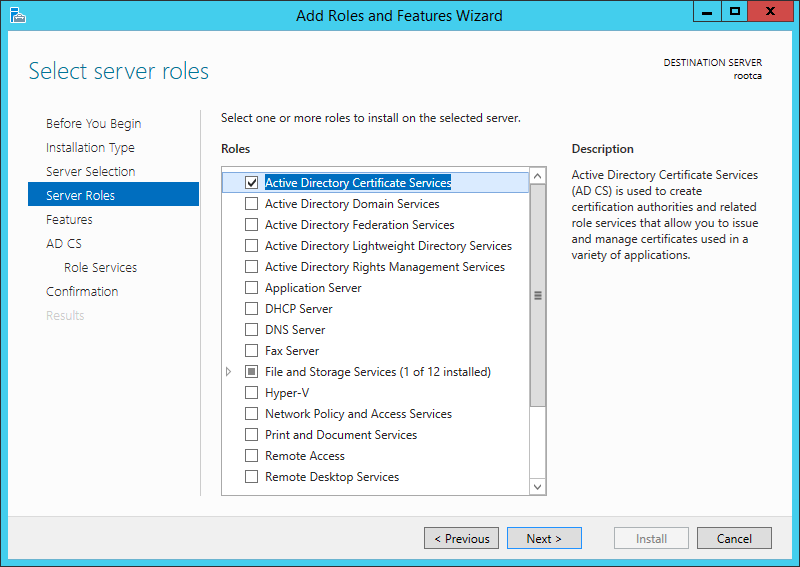 Add Roles and Features Wizard
Select server roles
DESTINATION SERVER
rootca
Before You Begin
Installation Type
Server Selection
Server Roles
Features
AD CS
Role Services
Confirmation
Results
Select one or more roles to install on the selected server.
Roles
Active Directory Certificate Services
Active Directory Domain Services
Active Directory Federation Services
Active Directory Lightweight Directory Services
Active Directory Rights Management Services
Application Server
DHCP Server
DNS Server
Fax Server
File and Storage Services (1 of 12 installed)
Hyper-V
Network Policy and Access Services
Print and Document Services
Remote Access
Remote Desktop Services
Description
Active Directory Certificate Services
(AD CS) is used to create
certification authorities and related
role services that allow you to issue
and manage certificates used in a
variety of applications.
< Previous
Next >
Install
Cancel